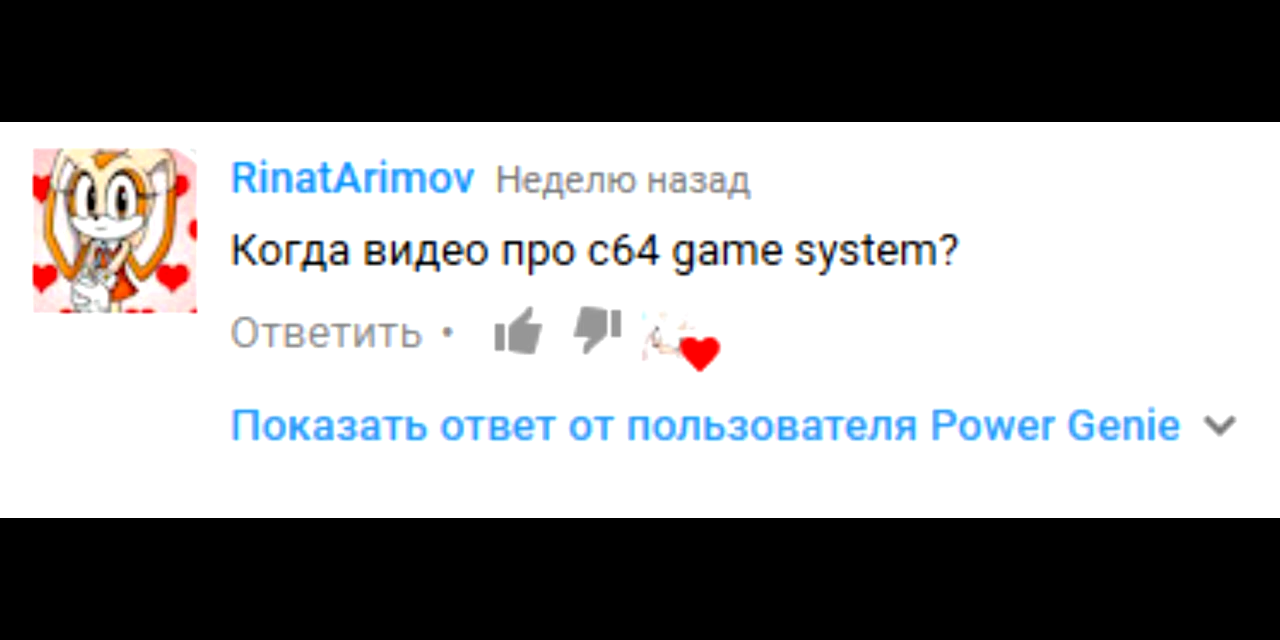 RinatArimov Неделю назад
Когда видео про c64 game system?
Ответить •
Показать ответ от пользователя Power Genie